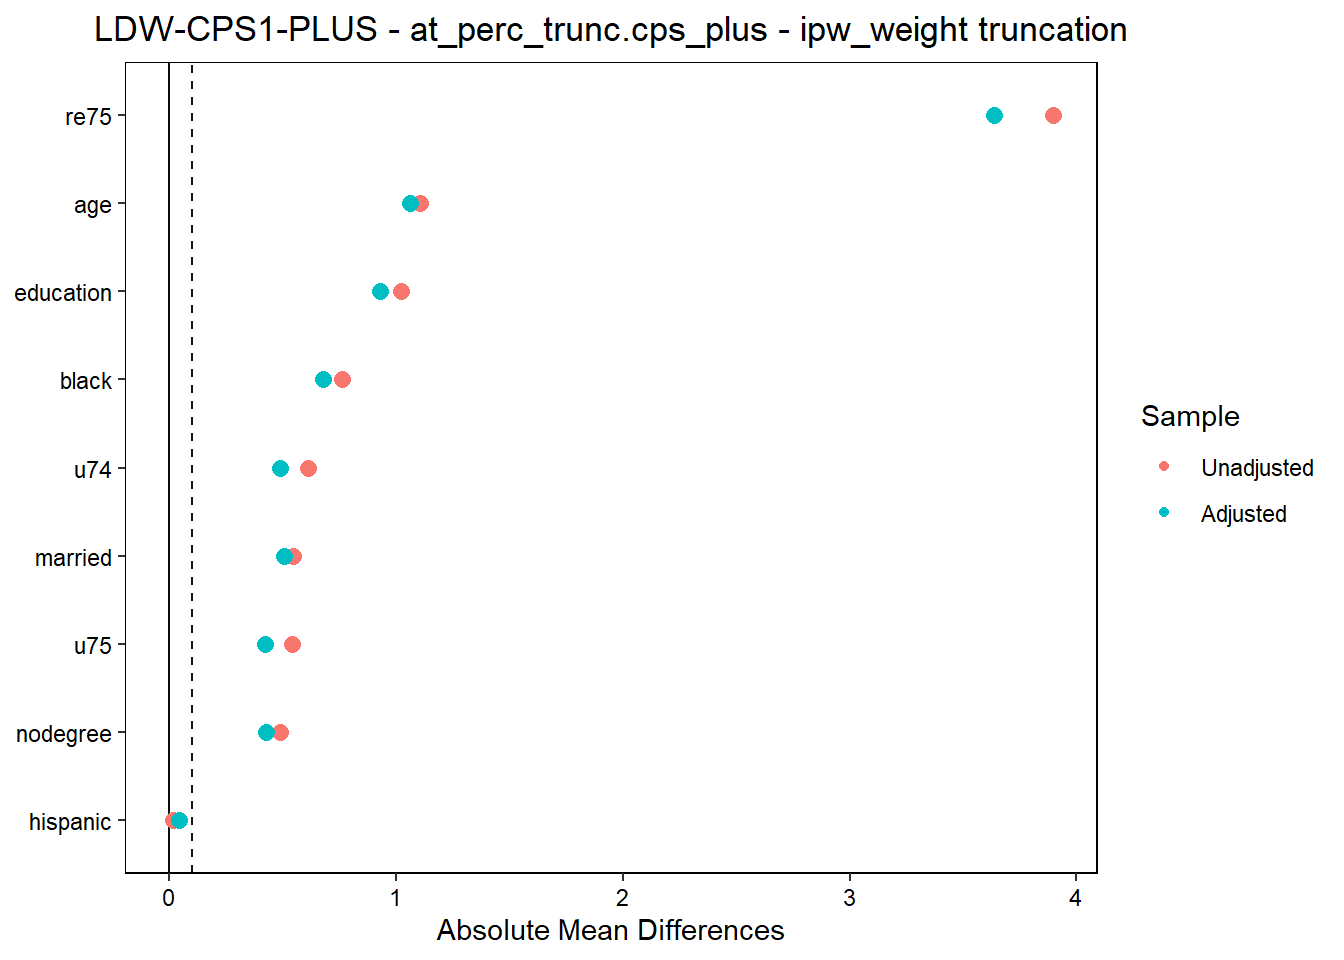 LDW-CPS1-PLUS - at_perc_trunc.cps_plus - ipw_weight truncation
re75
age
education
black
u74
married
u75
nodegree
hispanic
0 1 2 3 4
Absolute Mean Differences
Sample
Unadjusted
Adjusted